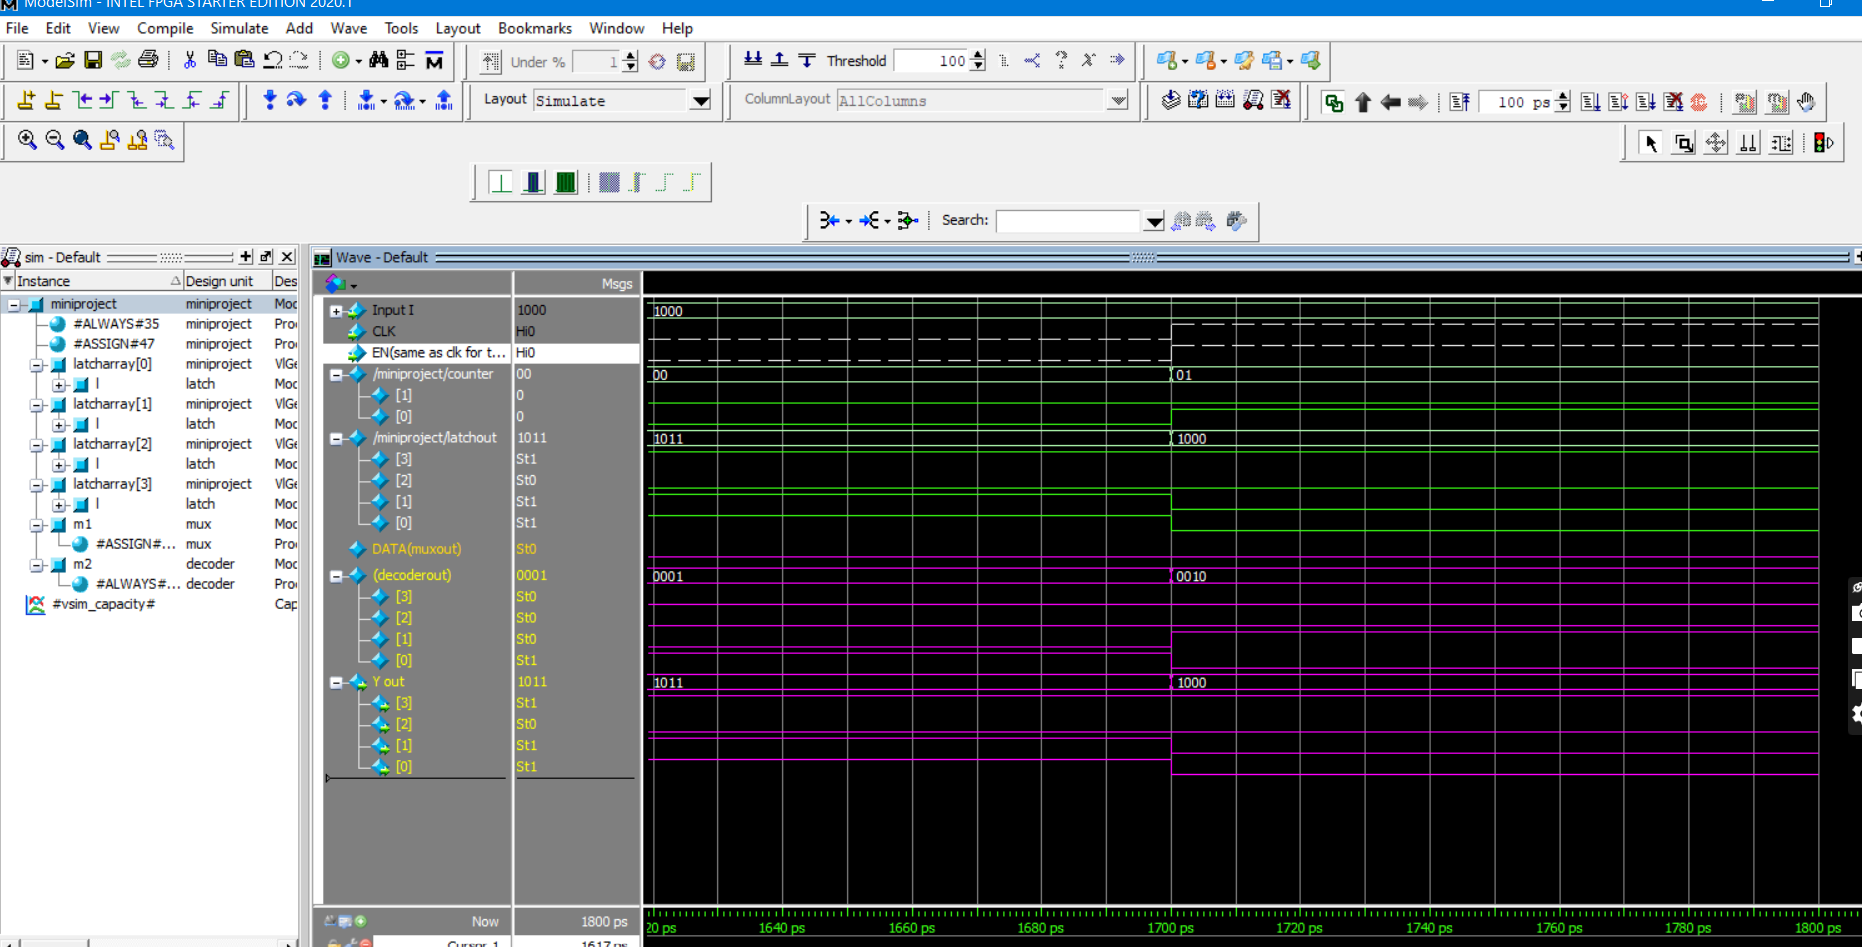 ModelSim - INTEL FPGA STARTER EDITION 2020.1
File Edit View Compile Simulate Add Wave Tools Layout Bookmarks Window Help
Under % 1 Threshold 100
Layout Simulate ColumnLayout AllColumns 100 ps
Search:
sim - Default
Instance Design unit Des
miniproject miniproject Moc
#ALWAYS#35 miniproject Pro
#ASSIGN#47 miniproject Pro
latcharray[0] miniproject VlGe
l latch Moc
latcharray[1] miniproject VlGe
l latch Moc
latcharray[2] miniproject VlGe
l latch Moc
latcharray[3] miniproject VlGe
l latch Moc
m1 mux Moc
#ASSIGN#... mux Pro
m2 decoder Moc
#ALWAYS#... decoder Pro
#vsim_capacity# Cap
Wave - Default
Msgs
Input I 1000 1000
CLK Hi0
EN(same as clk for t... Hi0
/miniproject/counter 00 00 01
[1] 0
[0] 0
/miniproject/latchout 1011 1011 1000
[3] St1
[2] St0
[1] St1
[0] St1
DATA(muxout) St0
(decoderout) 0001 0001 0010
[3] St0
[2] St0
[1] St0
[0] St1
Y out 1011 1011 1000
[3] St1
[2] St0
[1] St1
[0] St1
Now 1800 ps
Cursor 1 1617 ps
20 ps 1640 ps 1660 ps 1680 ps 1700 ps 1720 ps 1740 ps 1760 ps 1780 ps 1800 ps